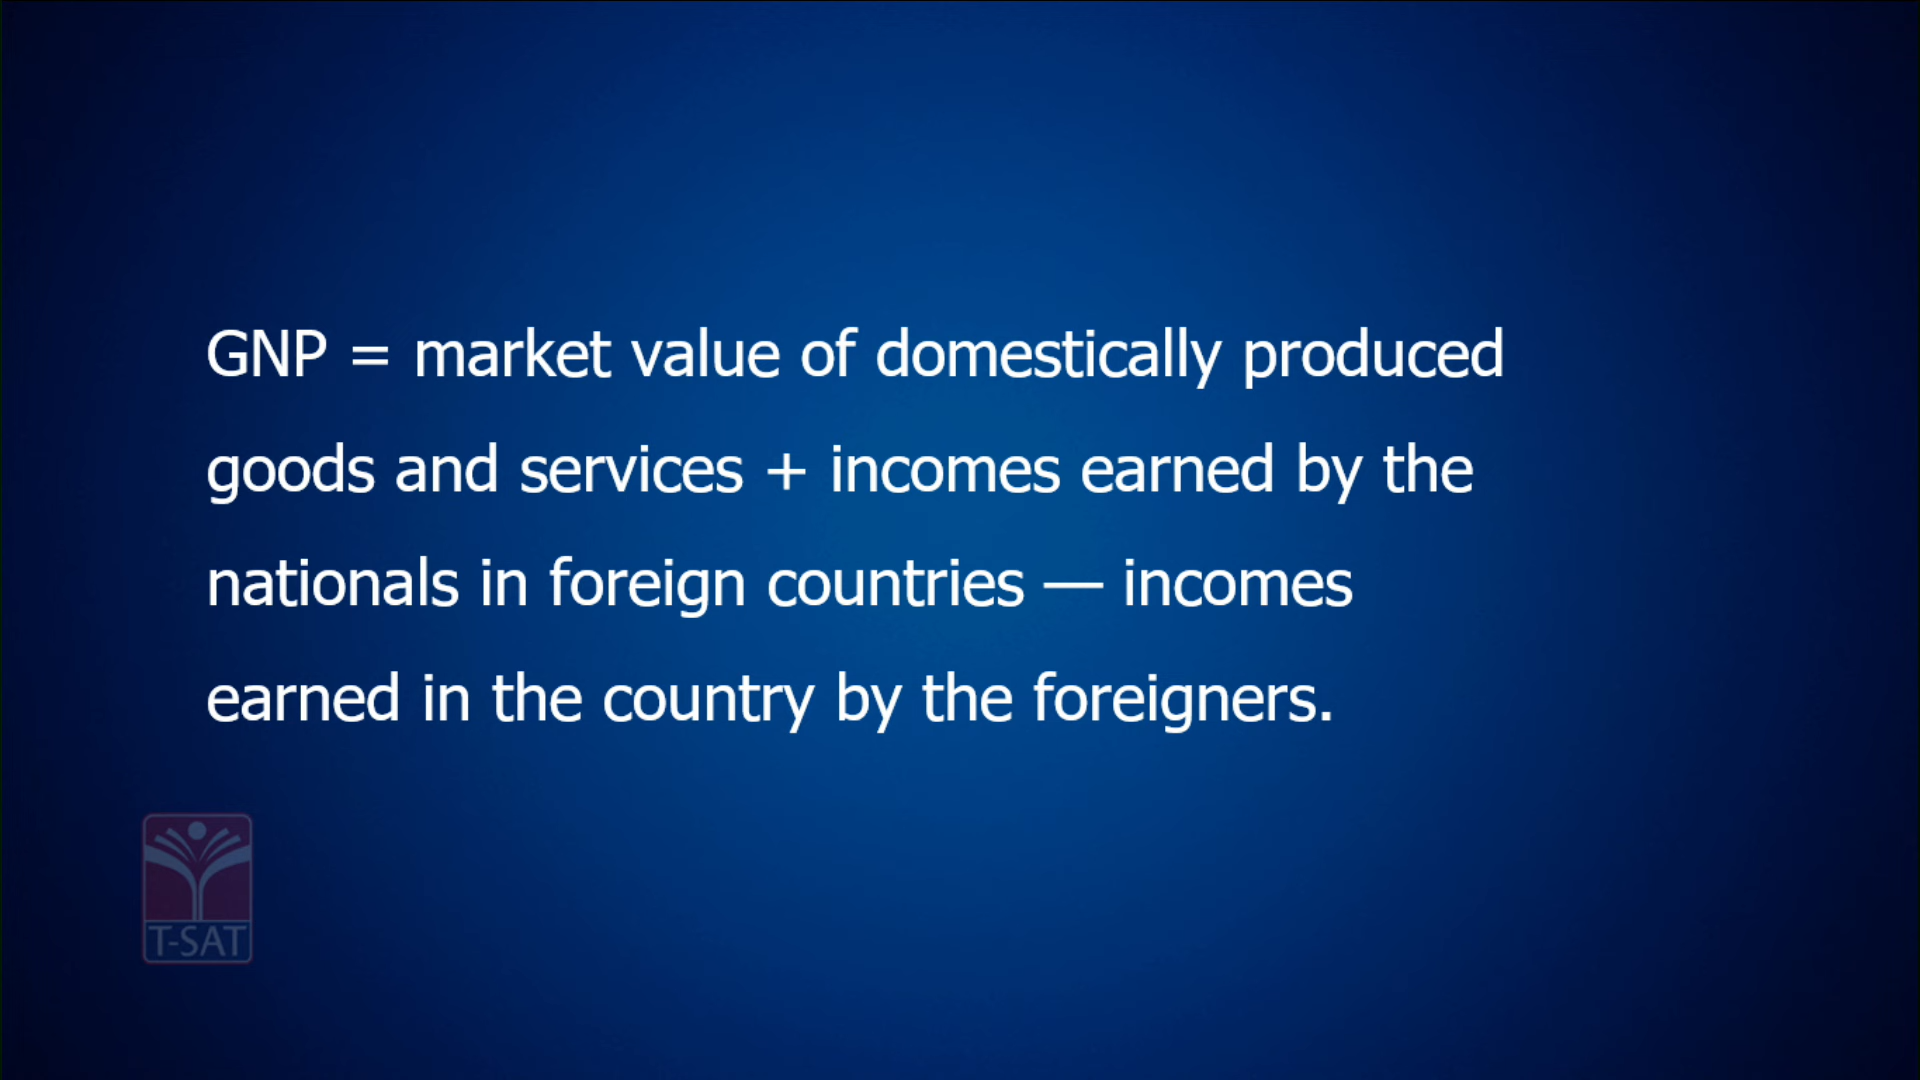 GNP = market value of domestically produced
goods and services + incomes earned by the
nationals in foreign countries — incomes
earned in the country by the foreigners.
T-SAT